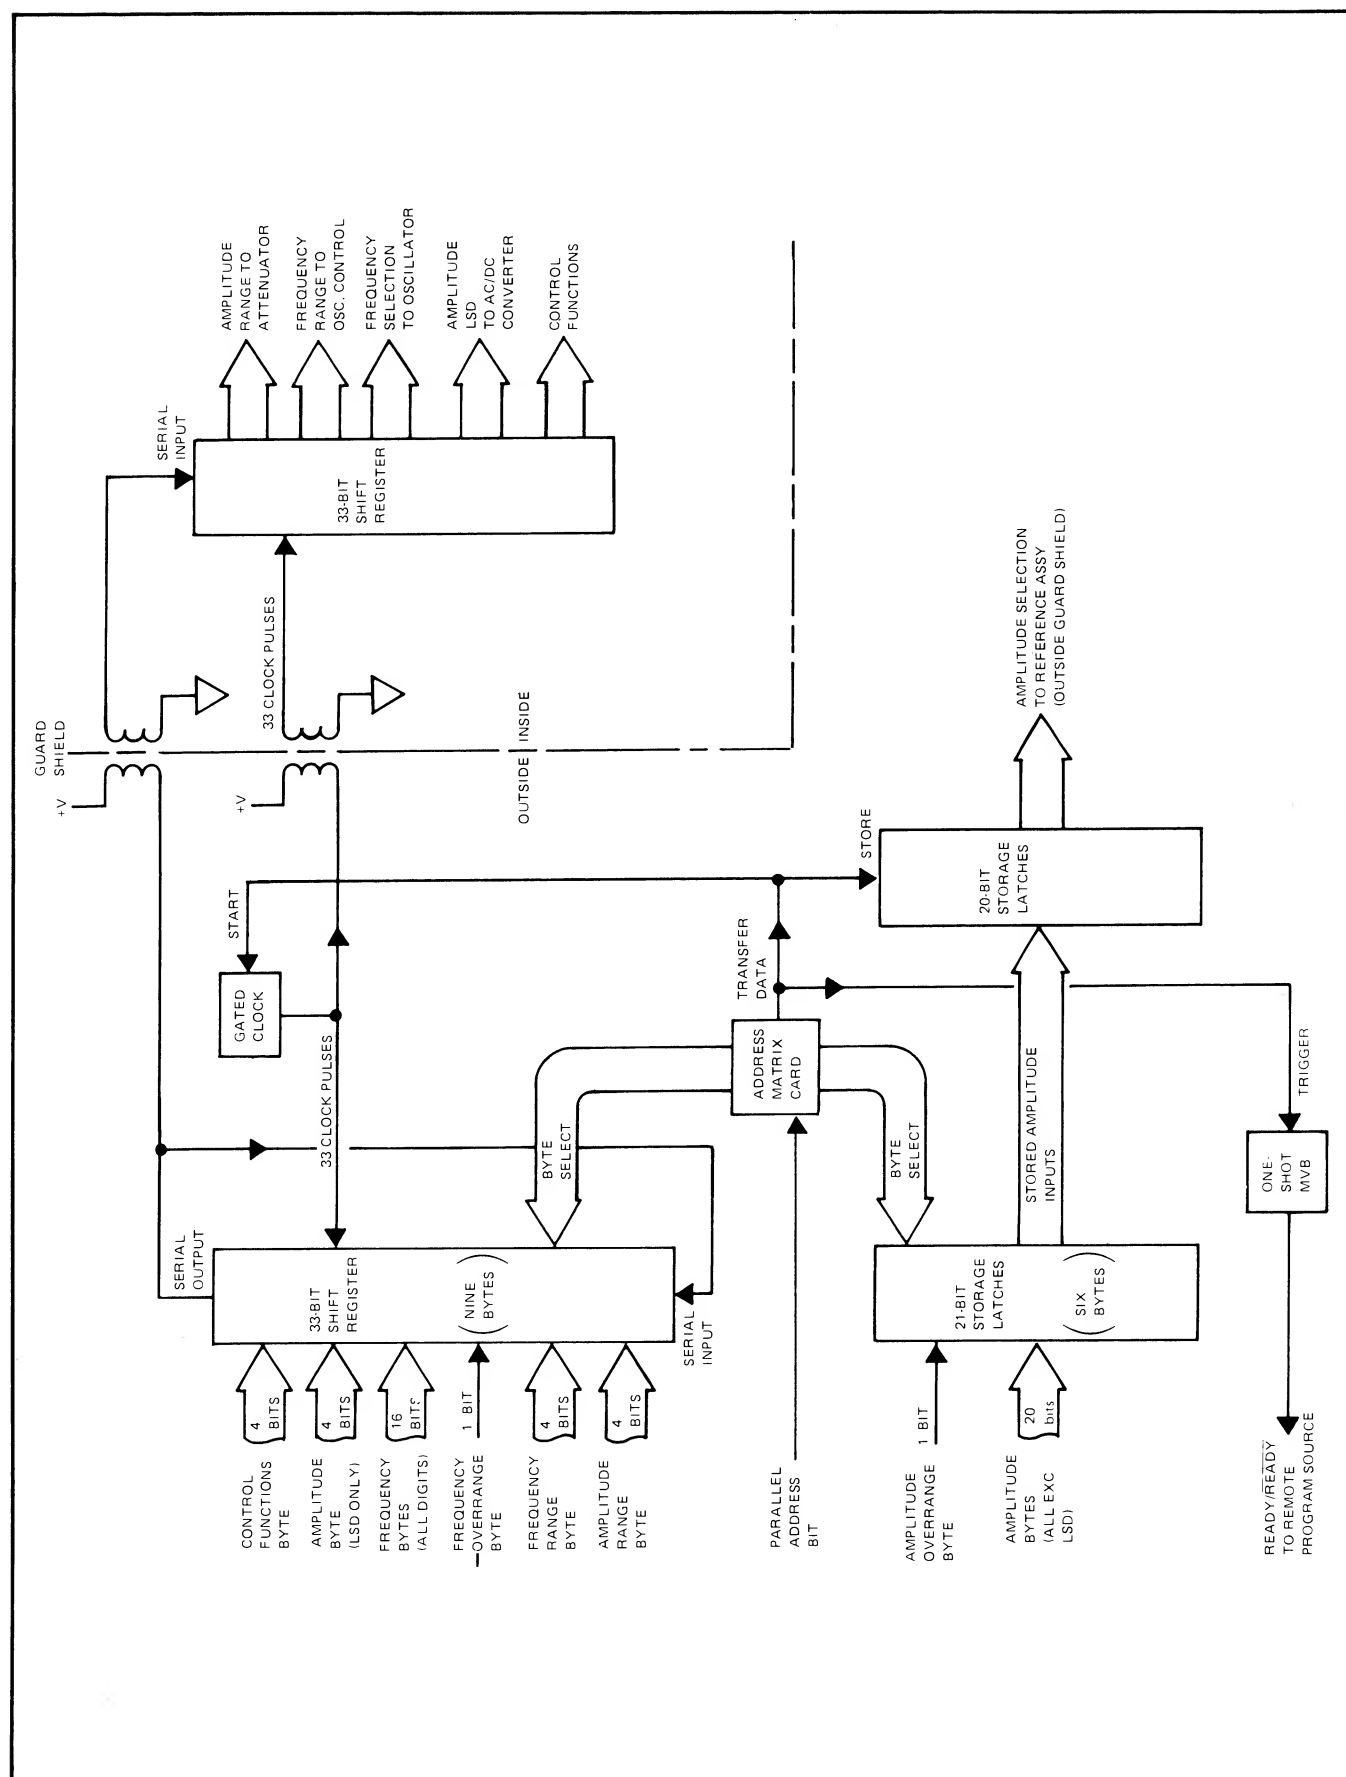 CONTROL
FUNCTIONS
BYTE
4
BITS
AMPLITUDE
BYTE
(LSD ONLY)
4
BITS
FREQUENCY
BYTES
(ALL DIGITS)
16
BITS
FREQUENCY
OVERRANGE
BYTE
1 BIT
FREQUENCY
RANGE
BYTE
4
BITS
AMPLITUDE
RANGE
BYTE
4
BITS
33-BIT
SHIFT
REGISTER
(NINE
BYTES)
SERIAL
OUTPUT
SERIAL
INPUT
33 CLOCK PULSES
GATED
CLOCK
START
BYTE
SELECT
+V
+V
GUARD
SHIELD
OUTSIDE
INSIDE
33 CLOCK PULSES
SERIAL
INPUT
33-BIT
SHIFT
REGISTER
AMPLITUDE
RANGE TO
ATTENUATOR
FREQUENCY
RANGE TO
OSC. CONTROL
FREQUENCY
SELECTION
TO OSCILLATOR
AMPLITUDE
LSD
TO AC/DC
CONVERTER
CONTROL
FUNCTIONS
PARALLEL
ADDRESS
BIT
ADDRESS
MATRIX
CARD
TRANSFER
DATA
BYTE
SELECT
STORE
AMPLITUDE
OVERRANGE
BYTE
1 BIT
AMPLITUDE
BYTES
(ALL EXC
LSD)
20
bits
21-BIT
STORAGE
LATCHES
(SIX
BYTES)
STORED AMPLITUDE
INPUTS
20-BIT
STORAGE
LATCHES
AMPLITUDE SELECTION
TO REFERENCE ASSY
(OUTSIDE GUARD SHIELD)
READY/READY
TO REMOTE
PROGRAM SOURCE
ONE-
SHOT
MVB
TRIGGER